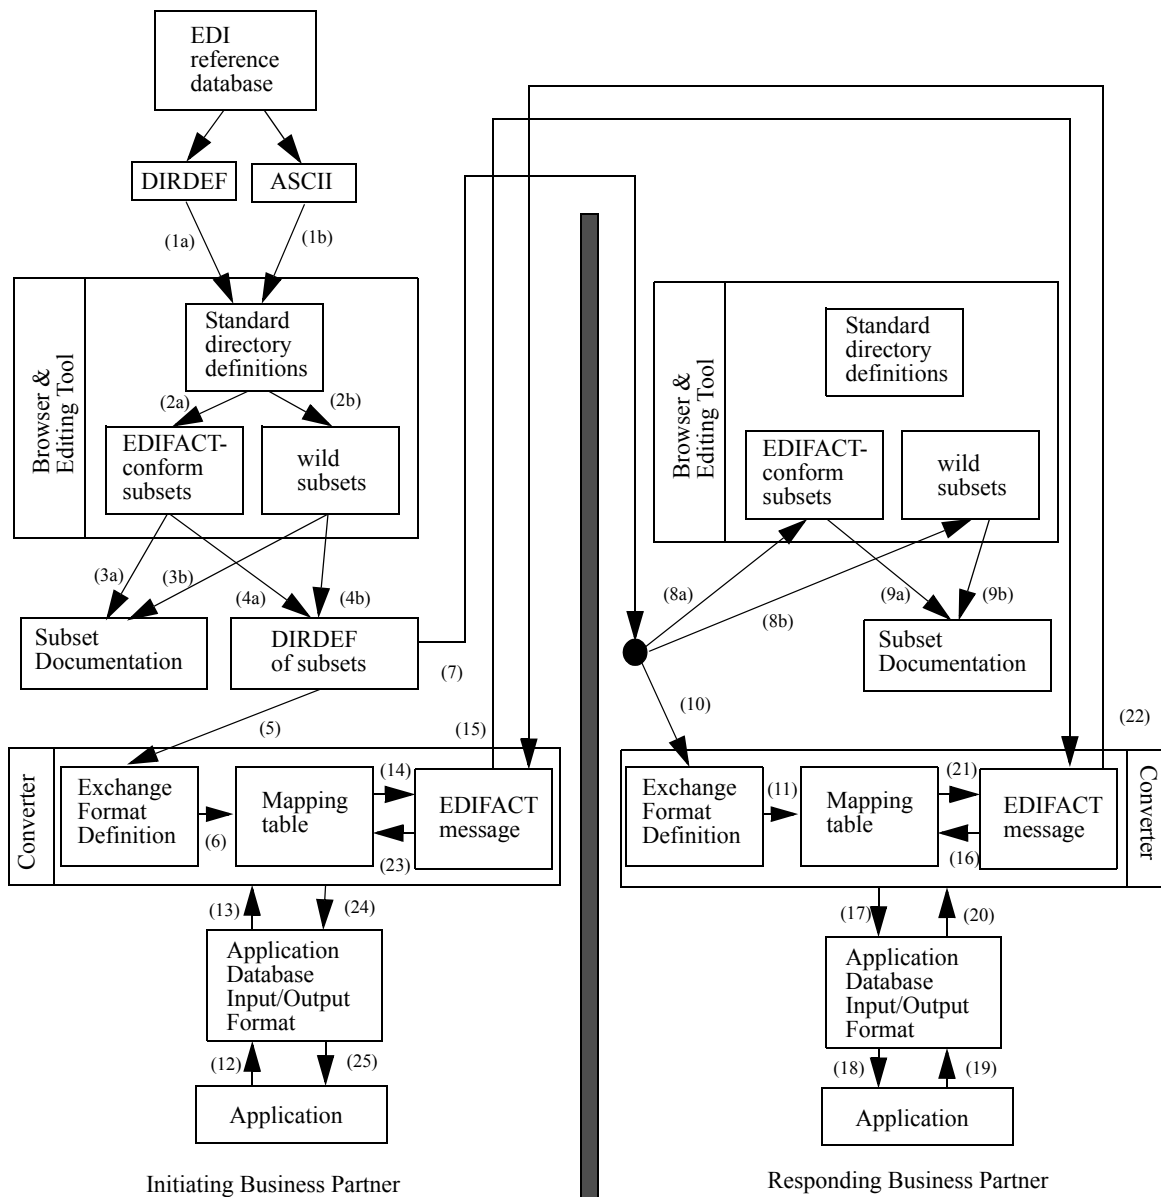 EDI
reference
database
DIRDEF
ASCII
(1a)
(1b)
Browser &
Editing Tool
Standard
directory
definitions
(2a)
(2b)
EDIFACT-
conform
subsets
wild
subsets
(3a)
(3b)
(4a)
(4b)
Subset
Documentation
DIRDEF
of subsets
(7)
(5)
(15)
Converter
Exchange
Format
Definition
(6)
Mapping
table
(14)
(23)
EDIFACT
message
(13)
(24)
Application
Database
Input/Output
Format
(12)
(25)
Application
Initiating Business Partner
Browser &
Editing Tool
Standard
directory
definitions
EDIFACT-
conform
subsets
wild
subsets
(8a)
(8b)
(9a)
(9b)
Subset
Documentation
(10)
(22)
Exchange
Format
Definition
(11)
Mapping
table
(21)
(16)
EDIFACT
message
Converter
(17)
(20)
Application
Database
Input/Output
Format
(18)
(19)
Application
Responding Business Partner